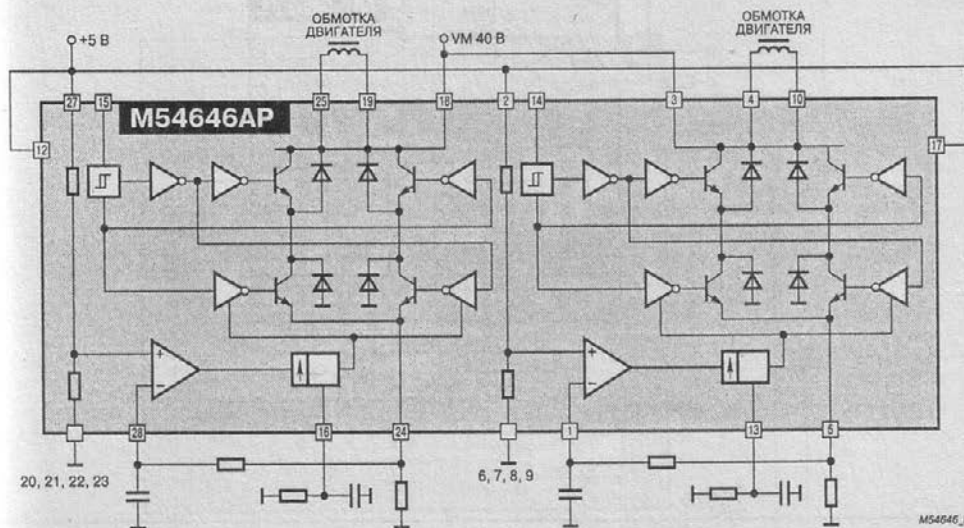 ОБМОТКА
ДВИГАТЕЛЯ
ОБМОТКА
ДВИГАТЕЛЯ
+5 В
VM 40 В
27
15
25
19
18
2
14
3
4
10
M54646AP
12
17
+
−
+
−
28
16
24
1
13
5
20, 21, 22, 23
6, 7, 8, 9
M54646